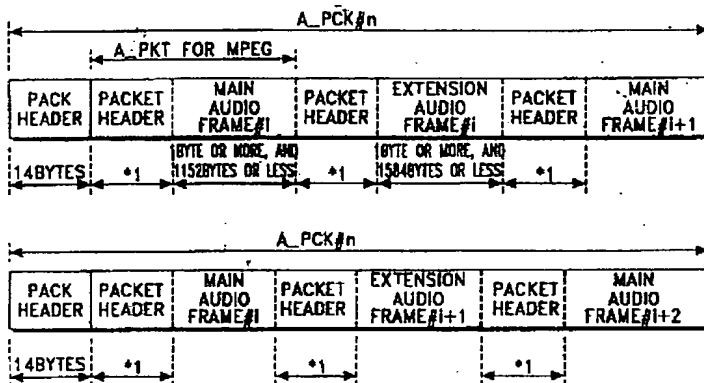 A_PCK#n
A_PKT FOR MPEG
PACK HEADER
PACKET HEADER
MAIN AUDIO FRAME#i
PACKET HEADER
EXTENSION AUDIO FRAME#i
PACKET HEADER
MAIN AUDIO FRAME#i+1
14BYTES
*1
1BYTE OR MORE, AND 1152BYTES OR LESS
*1
1BYTE OR MORE, AND 1584BYTES OR LESS
*1
A_PCK#n
PACK HEADER
PACKET HEADER
MAIN AUDIO FRAME#i
PACKET HEADER
EXTENSION AUDIO FRAME#i+1
PACKET HEADER
MAIN AUDIO FRAME#i+2
14BYTES
*1
*1
*1